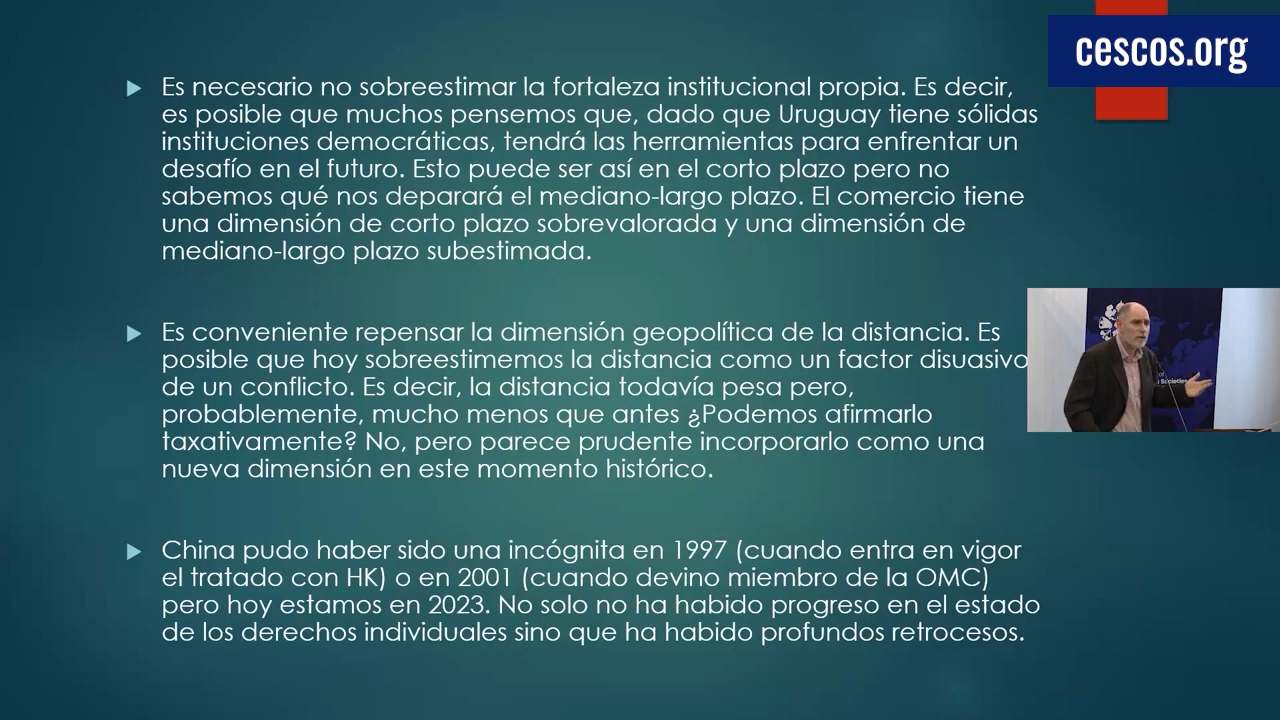 cescos.org
Es necesario no sobreestimar la fortaleza institucional propia. Es decir,
es posible que muchos pensemos que, dado que Uruguay tiene sólidas
instituciones democráticas, tendrá las herramientas para enfrentar un
desafío en el futuro. Esto puede ser así en el corto plazo pero no
sabemos qué nos deparará el mediano-largo plazo. El comercio tiene
una dimensión de corto plazo sobrevalorada y una dimensión de
mediano-largo plazo subestimada.
Es conveniente repensar la dimensión geopolítica de la distancia. Es
posible que hoy sobreestimemos la distancia como un factor disuasivo
de un conflicto. Es decir, la distancia todavía pesa pero,
probablemente, mucho menos que antes ¿Podemos afirmarlo
taxativamente? No, pero parece prudente incorporarlo como una
nueva dimensión en este momento histórico.
China pudo haber sido una incógnita en 1997 (cuando entra en vigor
el tratado con HK) o en 2001 (cuando devino miembro de la OMC)
pero hoy estamos en 2023. No solo no ha habido progreso en el estado
de los derechos individuales sino que ha habido profundos retrocesos.